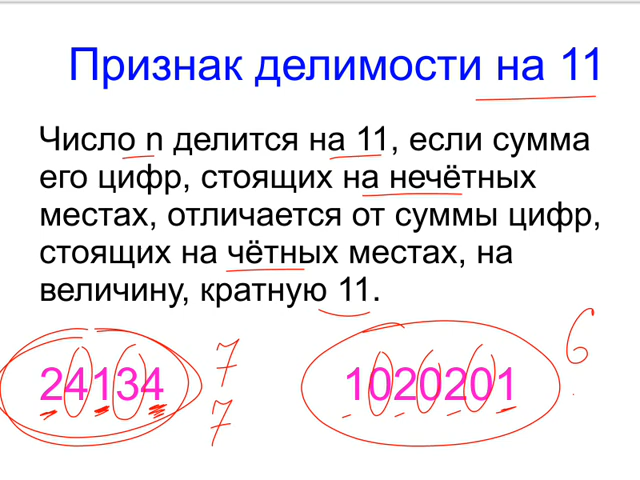 Признак делимости на 11
Число n делится на 11, если сумма
его цифр, стоящих на нечётных
местах, отличается от суммы цифр,
стоящих на чётных местах, на
величину, кратную 11.
24134 7
7
1020201 6